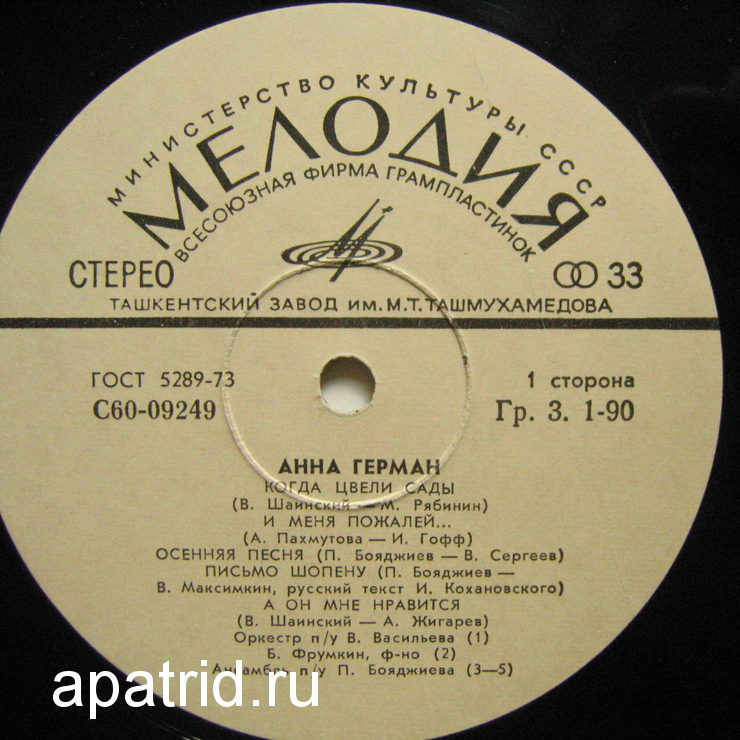 МИНИСТЕРСТВО КУЛЬТУРЫ СССР
МЕЛОДИЯ
ВСЕСОЮЗНАЯ ФИРМА ГРАМПЛАСТИНОК
СТЕРЕО 33
ТАШКЕНТСКИЙ ЗАВОД им. М.Т. ТАШМУХАМЕДОВА
ГОСТ 5289-73 1 сторона
С60-09249 Гр. 3. 1-90
АННА ГЕРМАН
КОГДА ЦВЕЛИ САДЫ
(В. Шаинский — М. Рябинин)
И МЕНЯ ПОЖАЛЕЙ...
(А. Пахмутова — И. Гофф)
ОСЕННЯЯ ПЕСНЯ (П. Бояджиев — В. Сергеев)
ПИСЬМО ШОПЕНУ (П. Бояджиев —
В. Максимкин, русский текст И. Кохановского)
А ОН МНЕ НРАВИТСЯ
(В. Шаинский — А. Жигарев)
Оркестр п/у В. Васильева (1)
Б. Фрумкин, ф-но (2)
Ансамбль п/у П. Бояджиева (3—5)
apatrid.ru